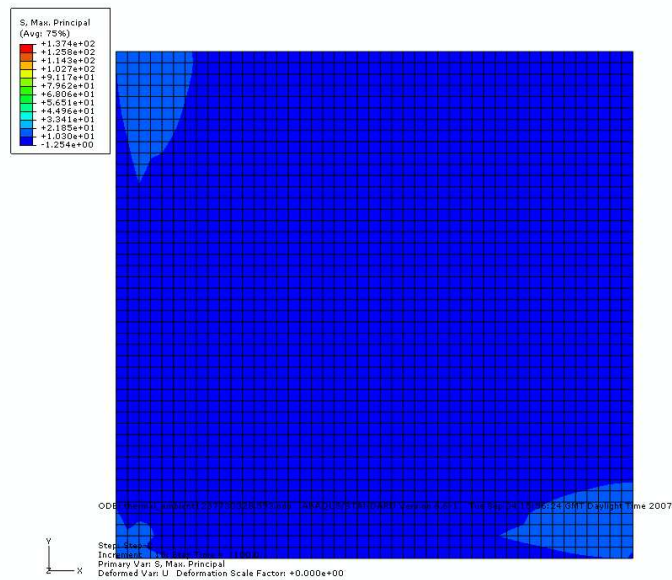 S, Max. Principal
(Avg: 75%)
+1.374e+02
+1.258e+02
+1.143e+02
+1.027e+02
+9.117e+01
+7.962e+01
+6.806e+01
+5.651e+01
+4.496e+01
+3.341e+01
+2.185e+01
+1.030e+01
-1.254e+00
ODB: Daylight Time 2007
Y
Z X
Step: Step-
Increment
Primary Var: S, Max. Principal
Deformed Var: U Deformation Scale Factor: +0.000e+00